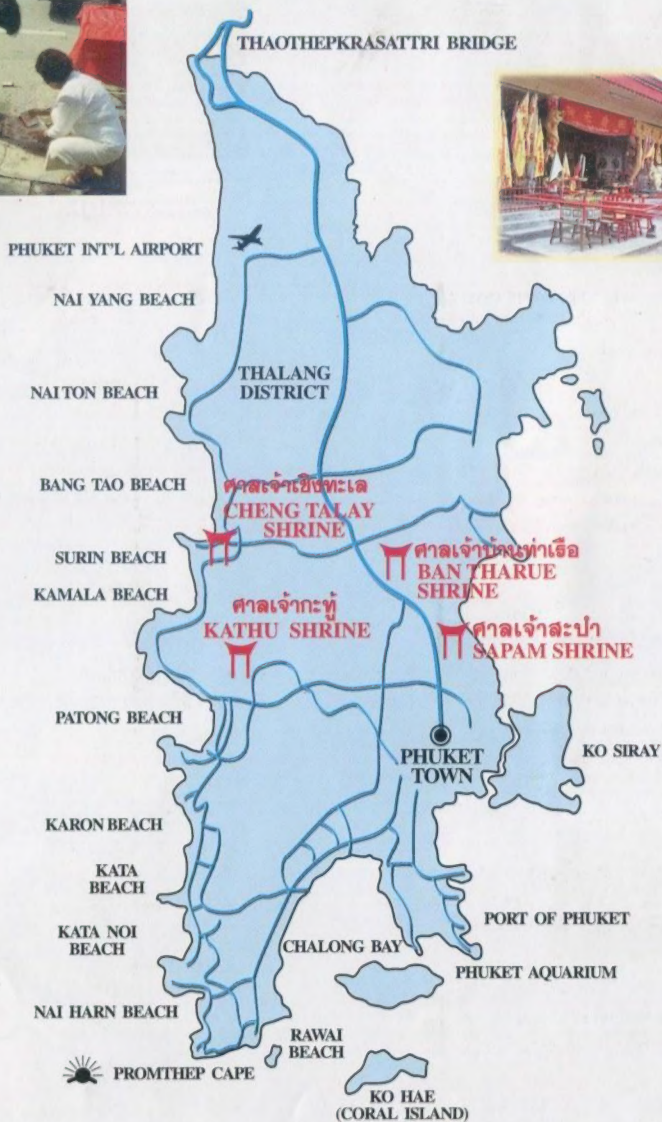 THAOTHEPKRASATTRI BRIDGE
PHUKET INT'L AIRPORT
NAI YANG BEACH
THALANG
DISTRICT
NAITON BEACH
BANG TAO BEACH
ศาลเจ้าเชิงทะเล
CHENG TALAY
SHRINE
SURIN BEACH
ศาลเจ้าบ้านท่าเรือ
BAN THARUE
SHRINE
KAMALA BEACH
ศาลเจ้ากะทู้
KATHU SHRINE
ศาลเจ้าสะปำ
SAPAM SHRINE
PATONG BEACH
PHUKET
TOWN
KO SIRAY
KARON BEACH
KATA
BEACH
KATA NOI
BEACH
PORT OF PHUKET
CHALONG BAY
PHUKET AQUARIUM
NAI HARN BEACH
RAWAI
BEACH
PROMTHEP CAPE
KO HAE
(CORAL ISLAND)